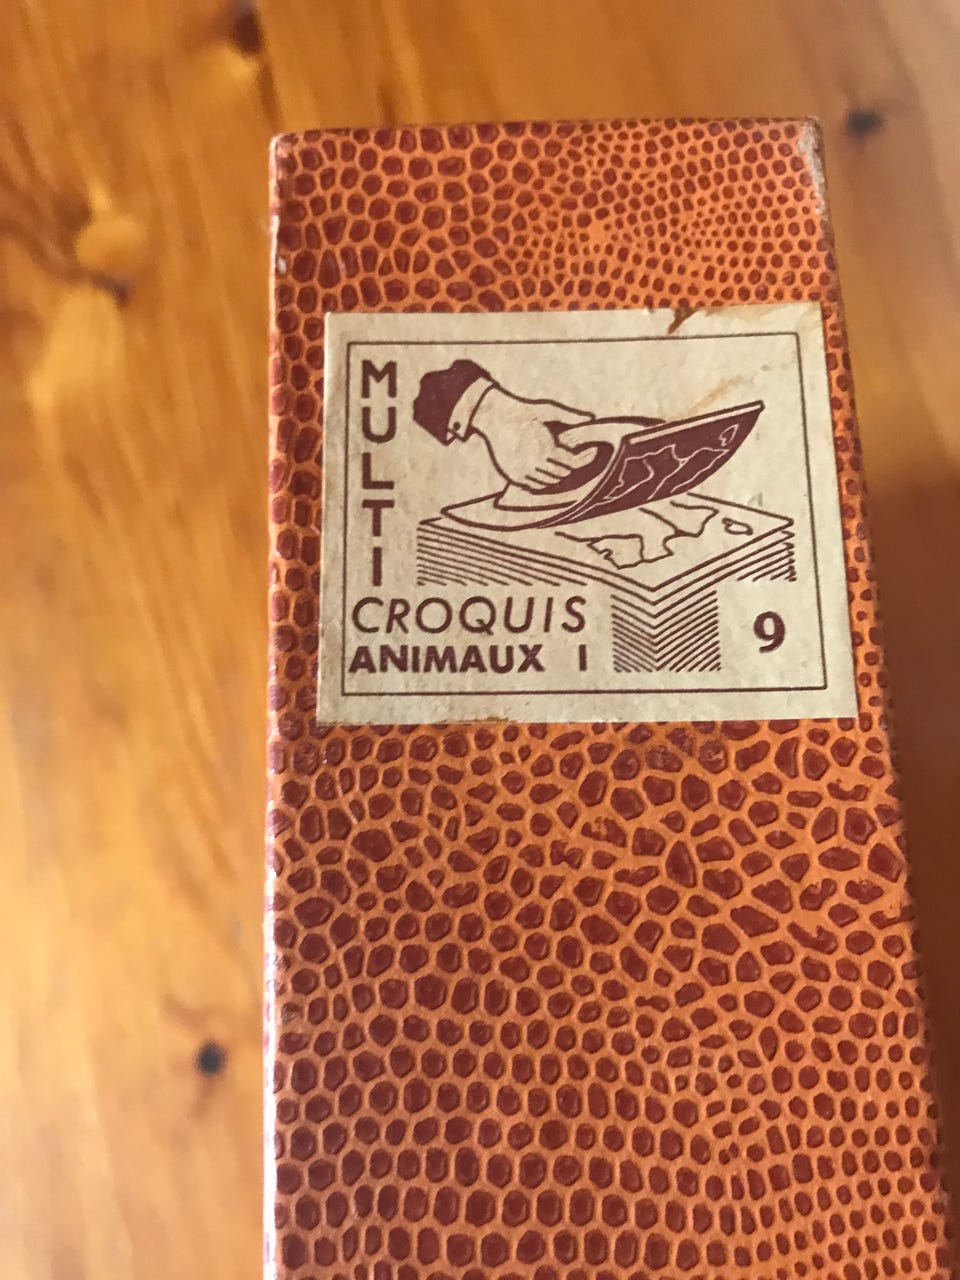 MULTI
CROQUIS
ANIMAUX I
9